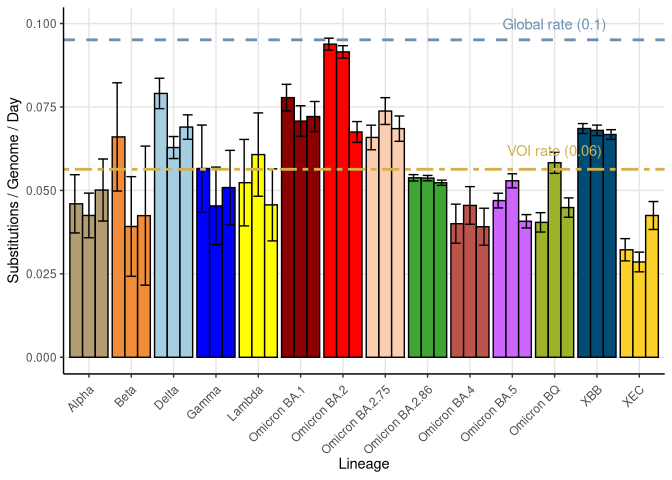 0.100
0.075
0.050
0.025
0.000
Substitutions / Genome / Day
Global rate (0.1)
VOI rate (0.06)
Alpha
Beta
Delta
Gamma
Lambda
Omicron BA.1
Omicron BA.2
Omicron BA.2.75
Omicron BA.2.86
Omicron BA.4
Omicron BA.5
Omicron BQ
XBB
XEC
Lineage